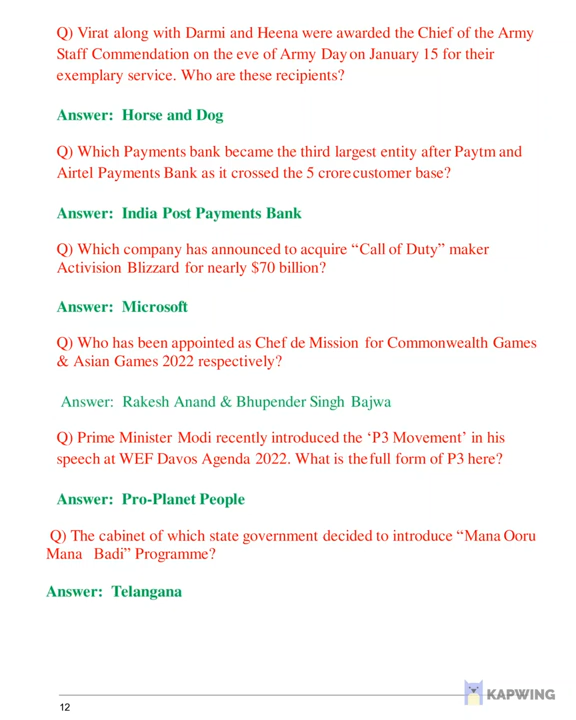 Q) Virat along with Darmi and Heena were awarded the Chief of the Army
Staff Commendation on the eve of Army Day on January 15 for their
exemplary service. Who are these recipients?
Answer: Horse and Dog
Q) Which Payments bank became the third largest entity after Paytm and
Airtel Payments Bank as it crossed the 5 crore customer base?
Answer: India Post Payments Bank
Q) Which company has announced to acquire “Call of Duty” maker
Activision Blizzard for nearly $70 billion?
Answer: Microsoft
Q) Who has been appointed as Chef de Mission for Commonwealth Games
& Asian Games 2022 respectively?
Answer: Rakesh Anand & Bhupender Singh Bajwa
Q) Prime Minister Modi recently introduced the ‘P3 Movement’ in his
speech at WEF Davos Agenda 2022. What is the full form of P3 here?
Answer: Pro-Planet People
Q) The cabinet of which state government decided to introduce “Mana Ooru
Mana Badi” Programme?
Answer: Telangana
KAPWING
12